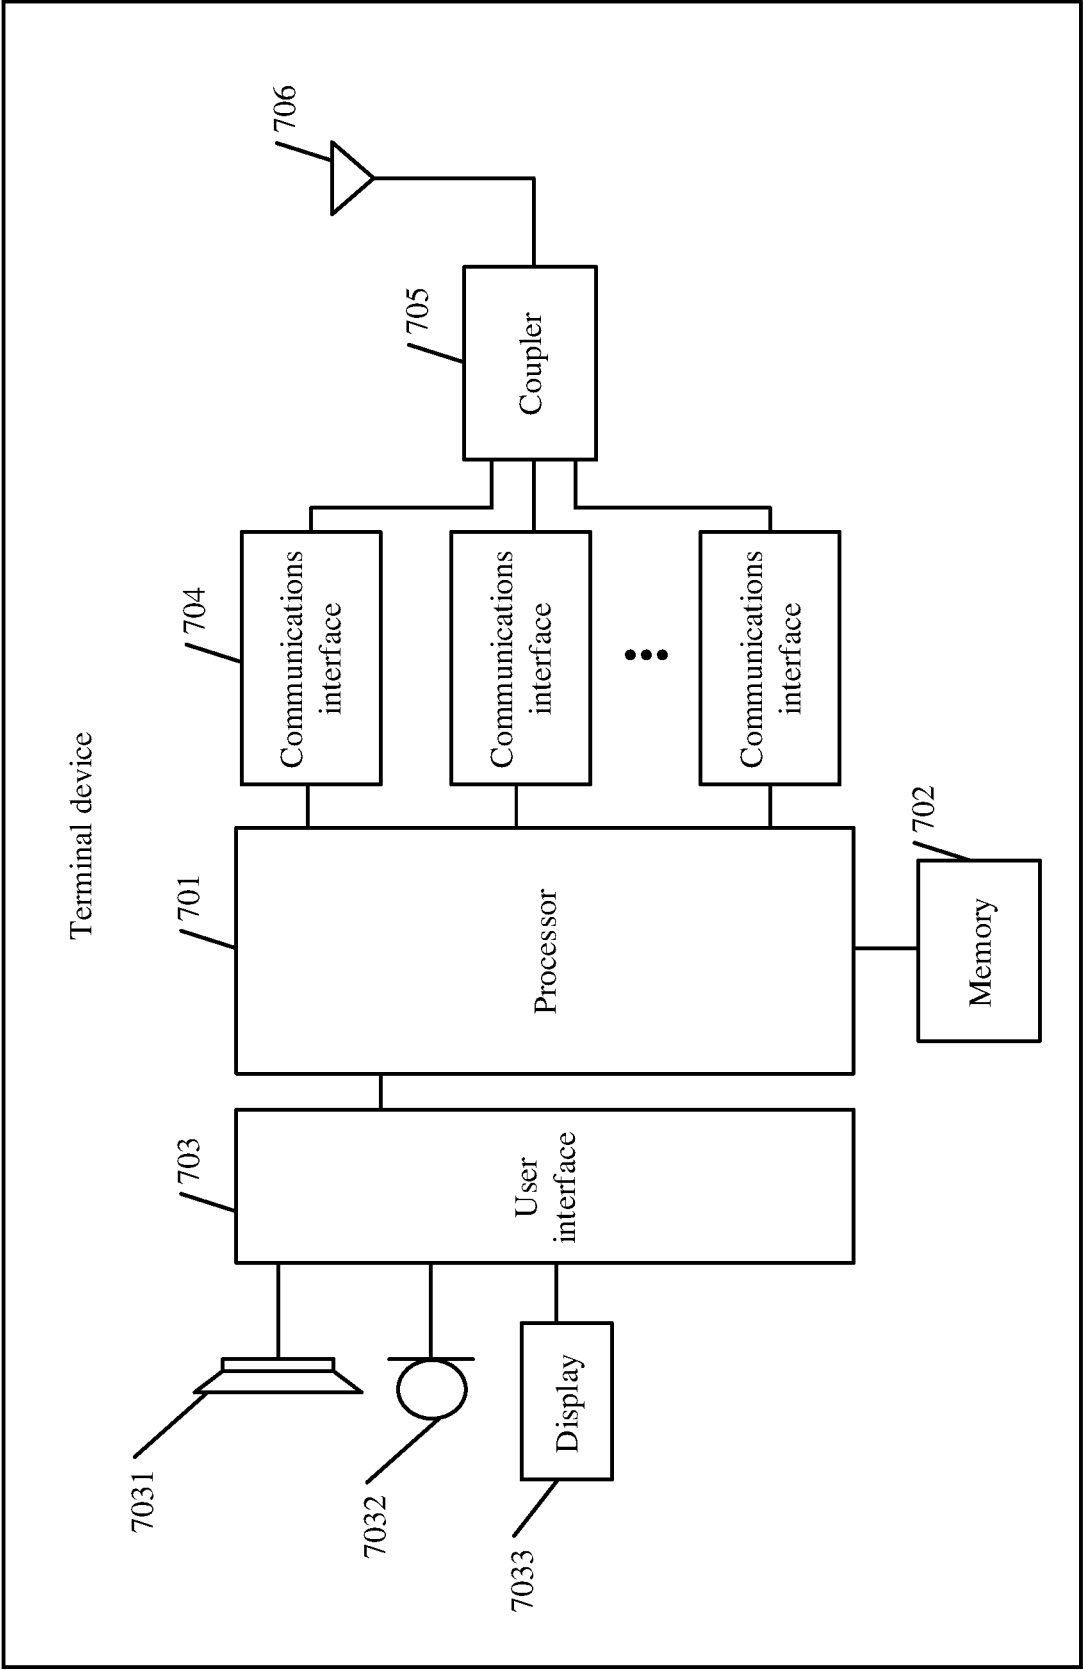 Terminal device
7031
7032
7033
Display
703
User
interface
701
Processor
702
Memory
704
Communications
interface
Communications
interface
Communications
interface
705
Coupler
706